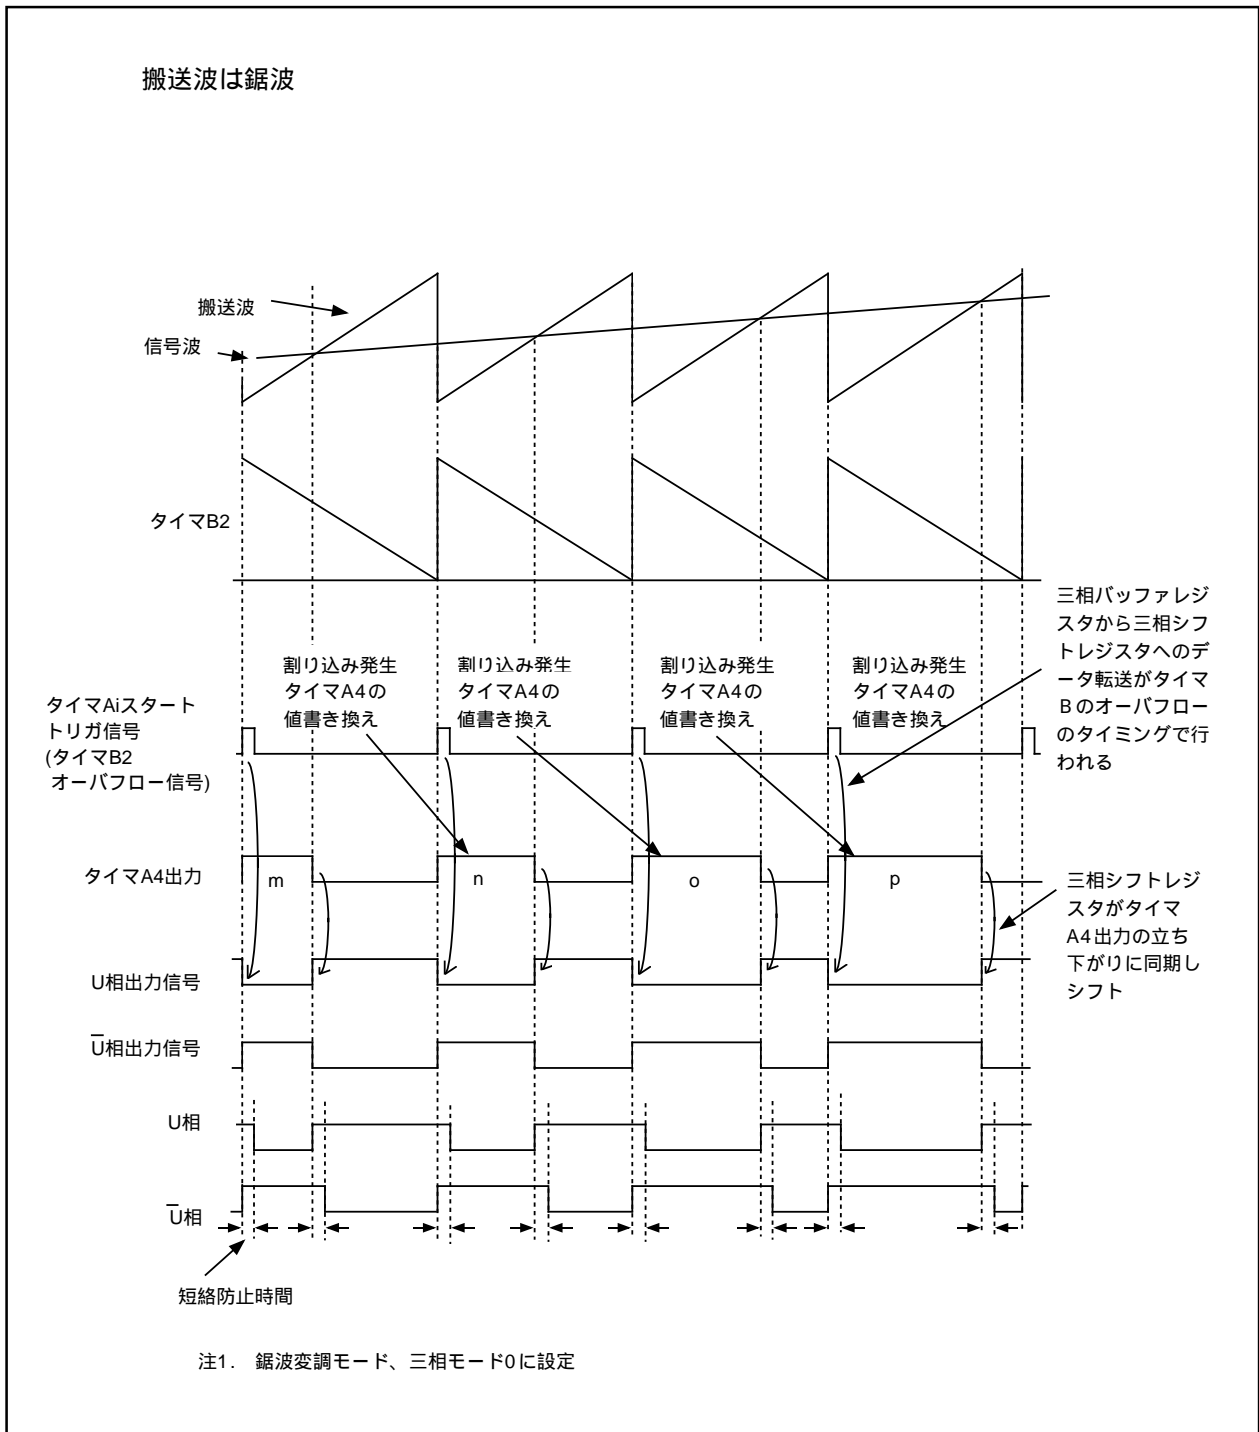 搬送波は鋸波
搬送波
信号波
タイマB2
割り込み発生
タイマA4の
値書き換え
割り込み発生
タイマA4の
値書き換え
割り込み発生
タイマA4の
値書き換え
割り込み発生
タイマA4の
値書き換え
三相バッファレジ
スタから三相シフ
トレジスタへのデ
ータ転送がタイマ
Bのオーバフロー
のタイミングで行
われる
タイマAiスタート
トリガ信号
(タイマB2
オーバフロー信号)
タイマA4出力
m
n
o
p
三相シフトレジ
スタがタイマ
A4出力の立ち
下がりに同期し
シフト
U相出力信号
U̅相出力信号
U相
U̅相
短絡防止時間
注1. 鋸波変調モード、三相モード0に設定